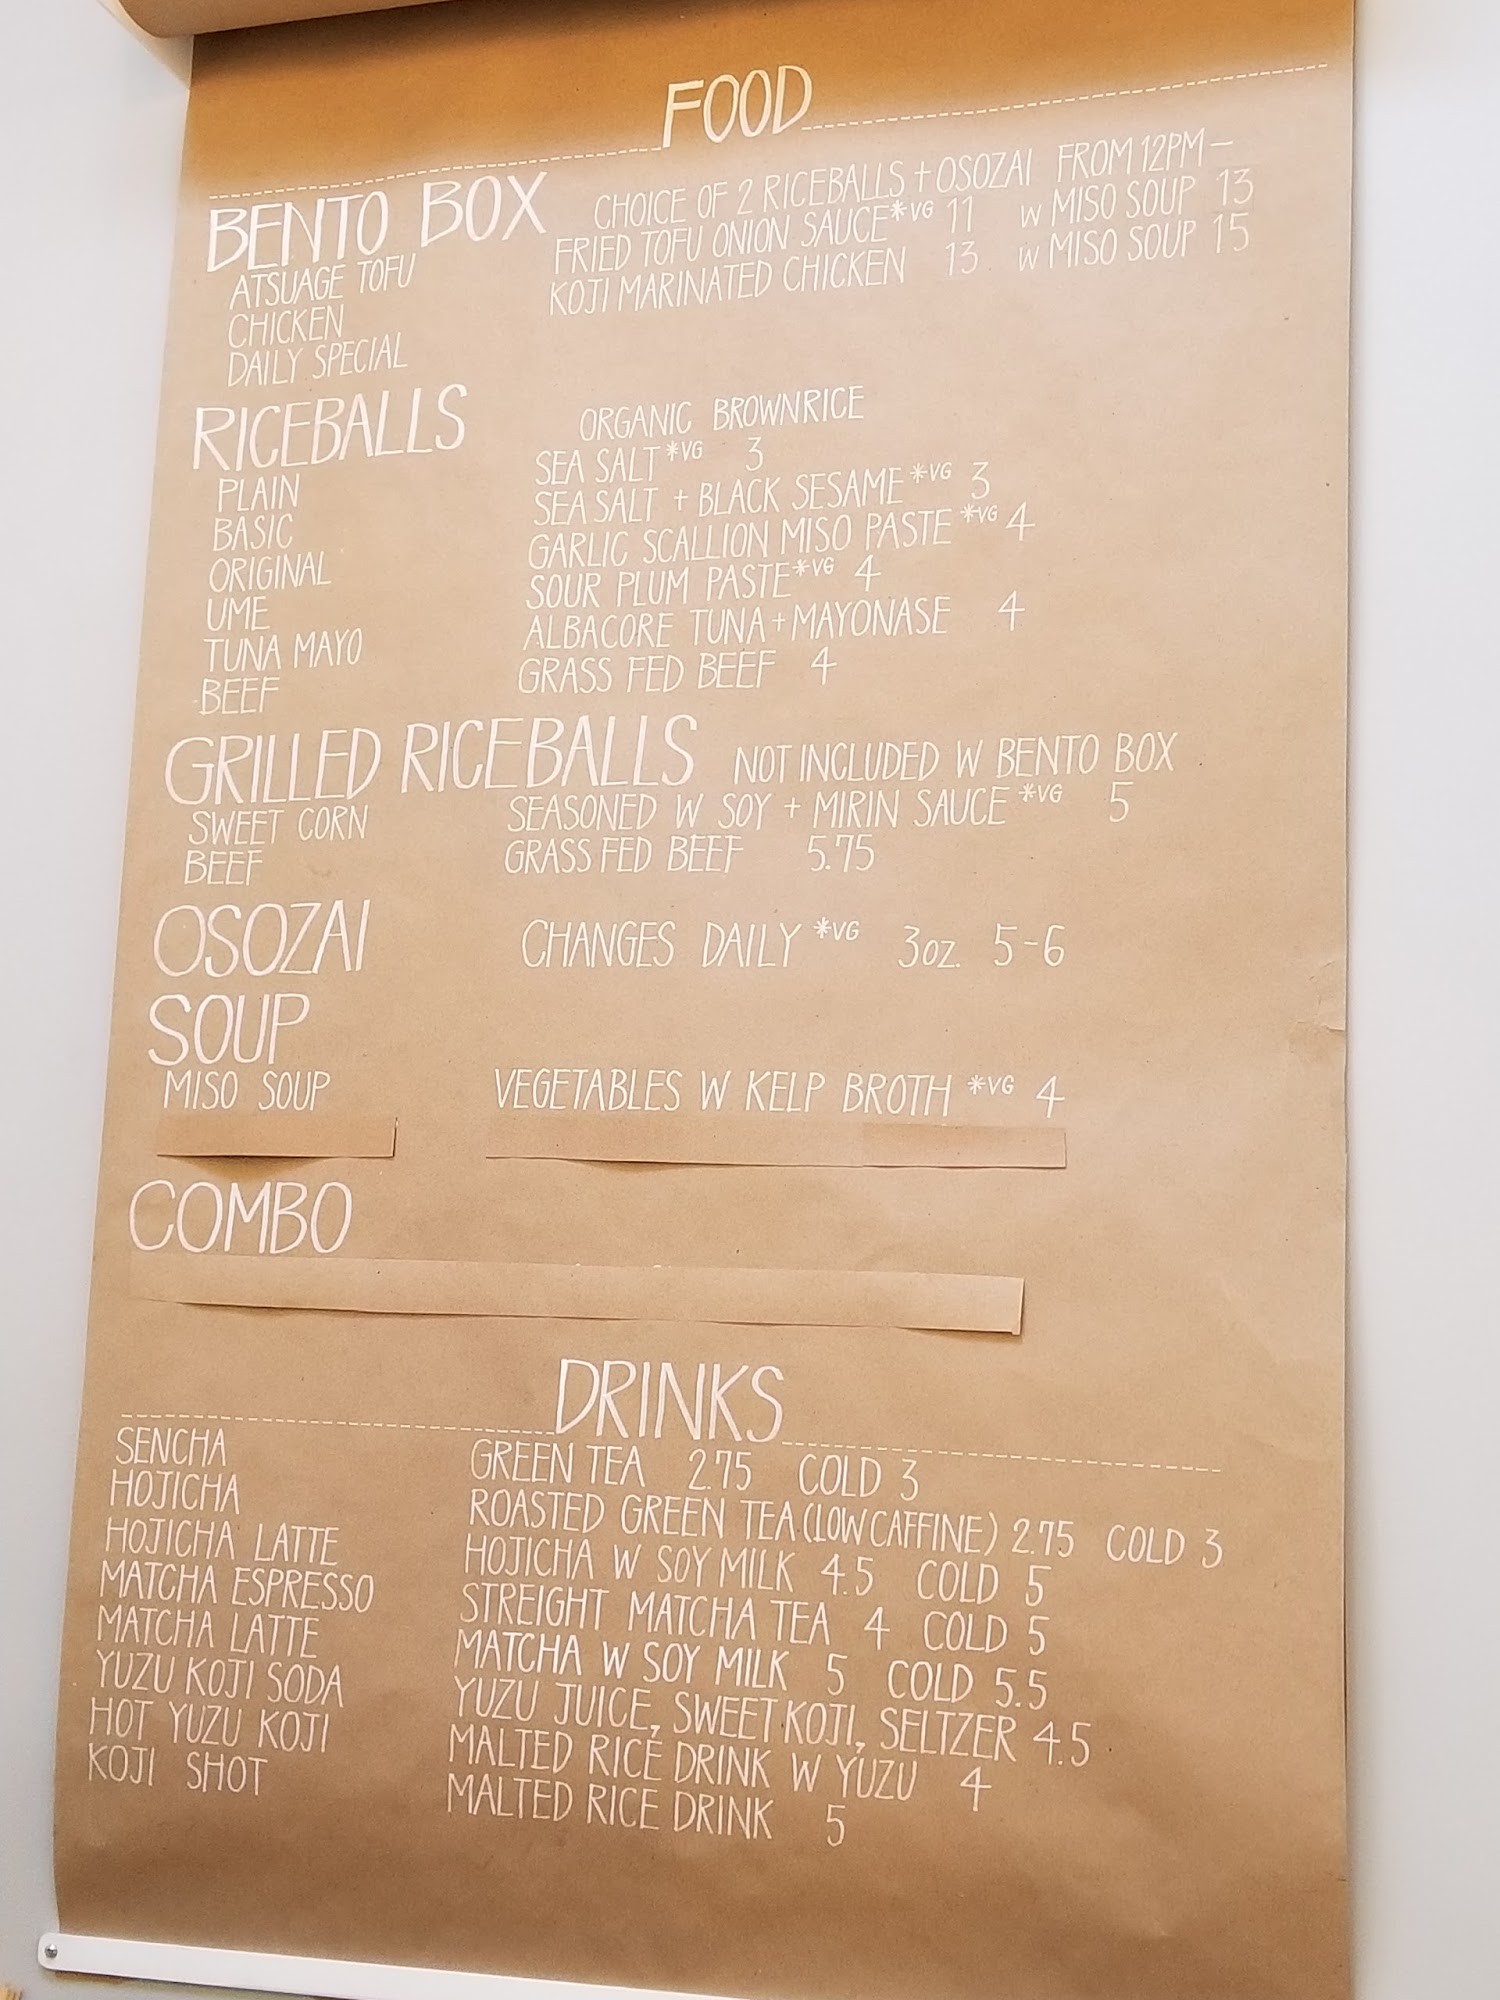 FOOD
BENTO BOX CHOICE OF 2 RICEBALLS + OSOZAI FROM 12PM—
ATSUAGE TOFU FRIED TOFU ONION SAUCE *VG 11 W MISO SOUP 13
CHICKEN KOJI MARINATED CHICKEN 13 W MISO SOUP 15
DAILY SPECIAL
RICEBALLS ORGANIC BROWNRICE
PLAIN SEA SALT *VG 3
BASIC SEA SALT + BLACK SESAME *VG 3
ORIGINAL GARLIC SCALLION MISO PASTE *VG 4
UME SOUR PLUM PASTE *VG 4
TUNA MAYO ALBACORE TUNA + MAYONASE 4
BEEF GRASS FED BEEF 4
GRILLED RICEBALLS NOT INCLUDED W BENTO BOX
SWEET CORN SEASONED W SOY + MIRIN SAUCE *VG 5
BEEF GRASS FED BEEF 5.75
OSOZAI CHANGES DAILY *VG 3oz. 5-6
SOUP
MISO SOUP VEGETABLES W KELP BROTH *VG 4
COMBO
DRINKS
SENCHA GREEN TEA 2.75 COLD 3
HOJICHA ROASTED GREEN TEA (LOW CAFFINE) 2.75 COLD 3
HOJICHA LATTE HOJICHA W SOY MILK 4.5 COLD 5
MATCHA ESPRESSO STREIGHT MATCHA TEA 4 COLD 5
MATCHA LATTE MATCHA W SOY MILK 5 COLD 5.5
YUZU KOJI SODA YUZU JUICE, SWEET KOJI, SELTZER 4.5
HOT YUZU KOJI MALTED RICE DRINK W YUZU 4
KOJI SHOT MALTED RICE DRINK 5